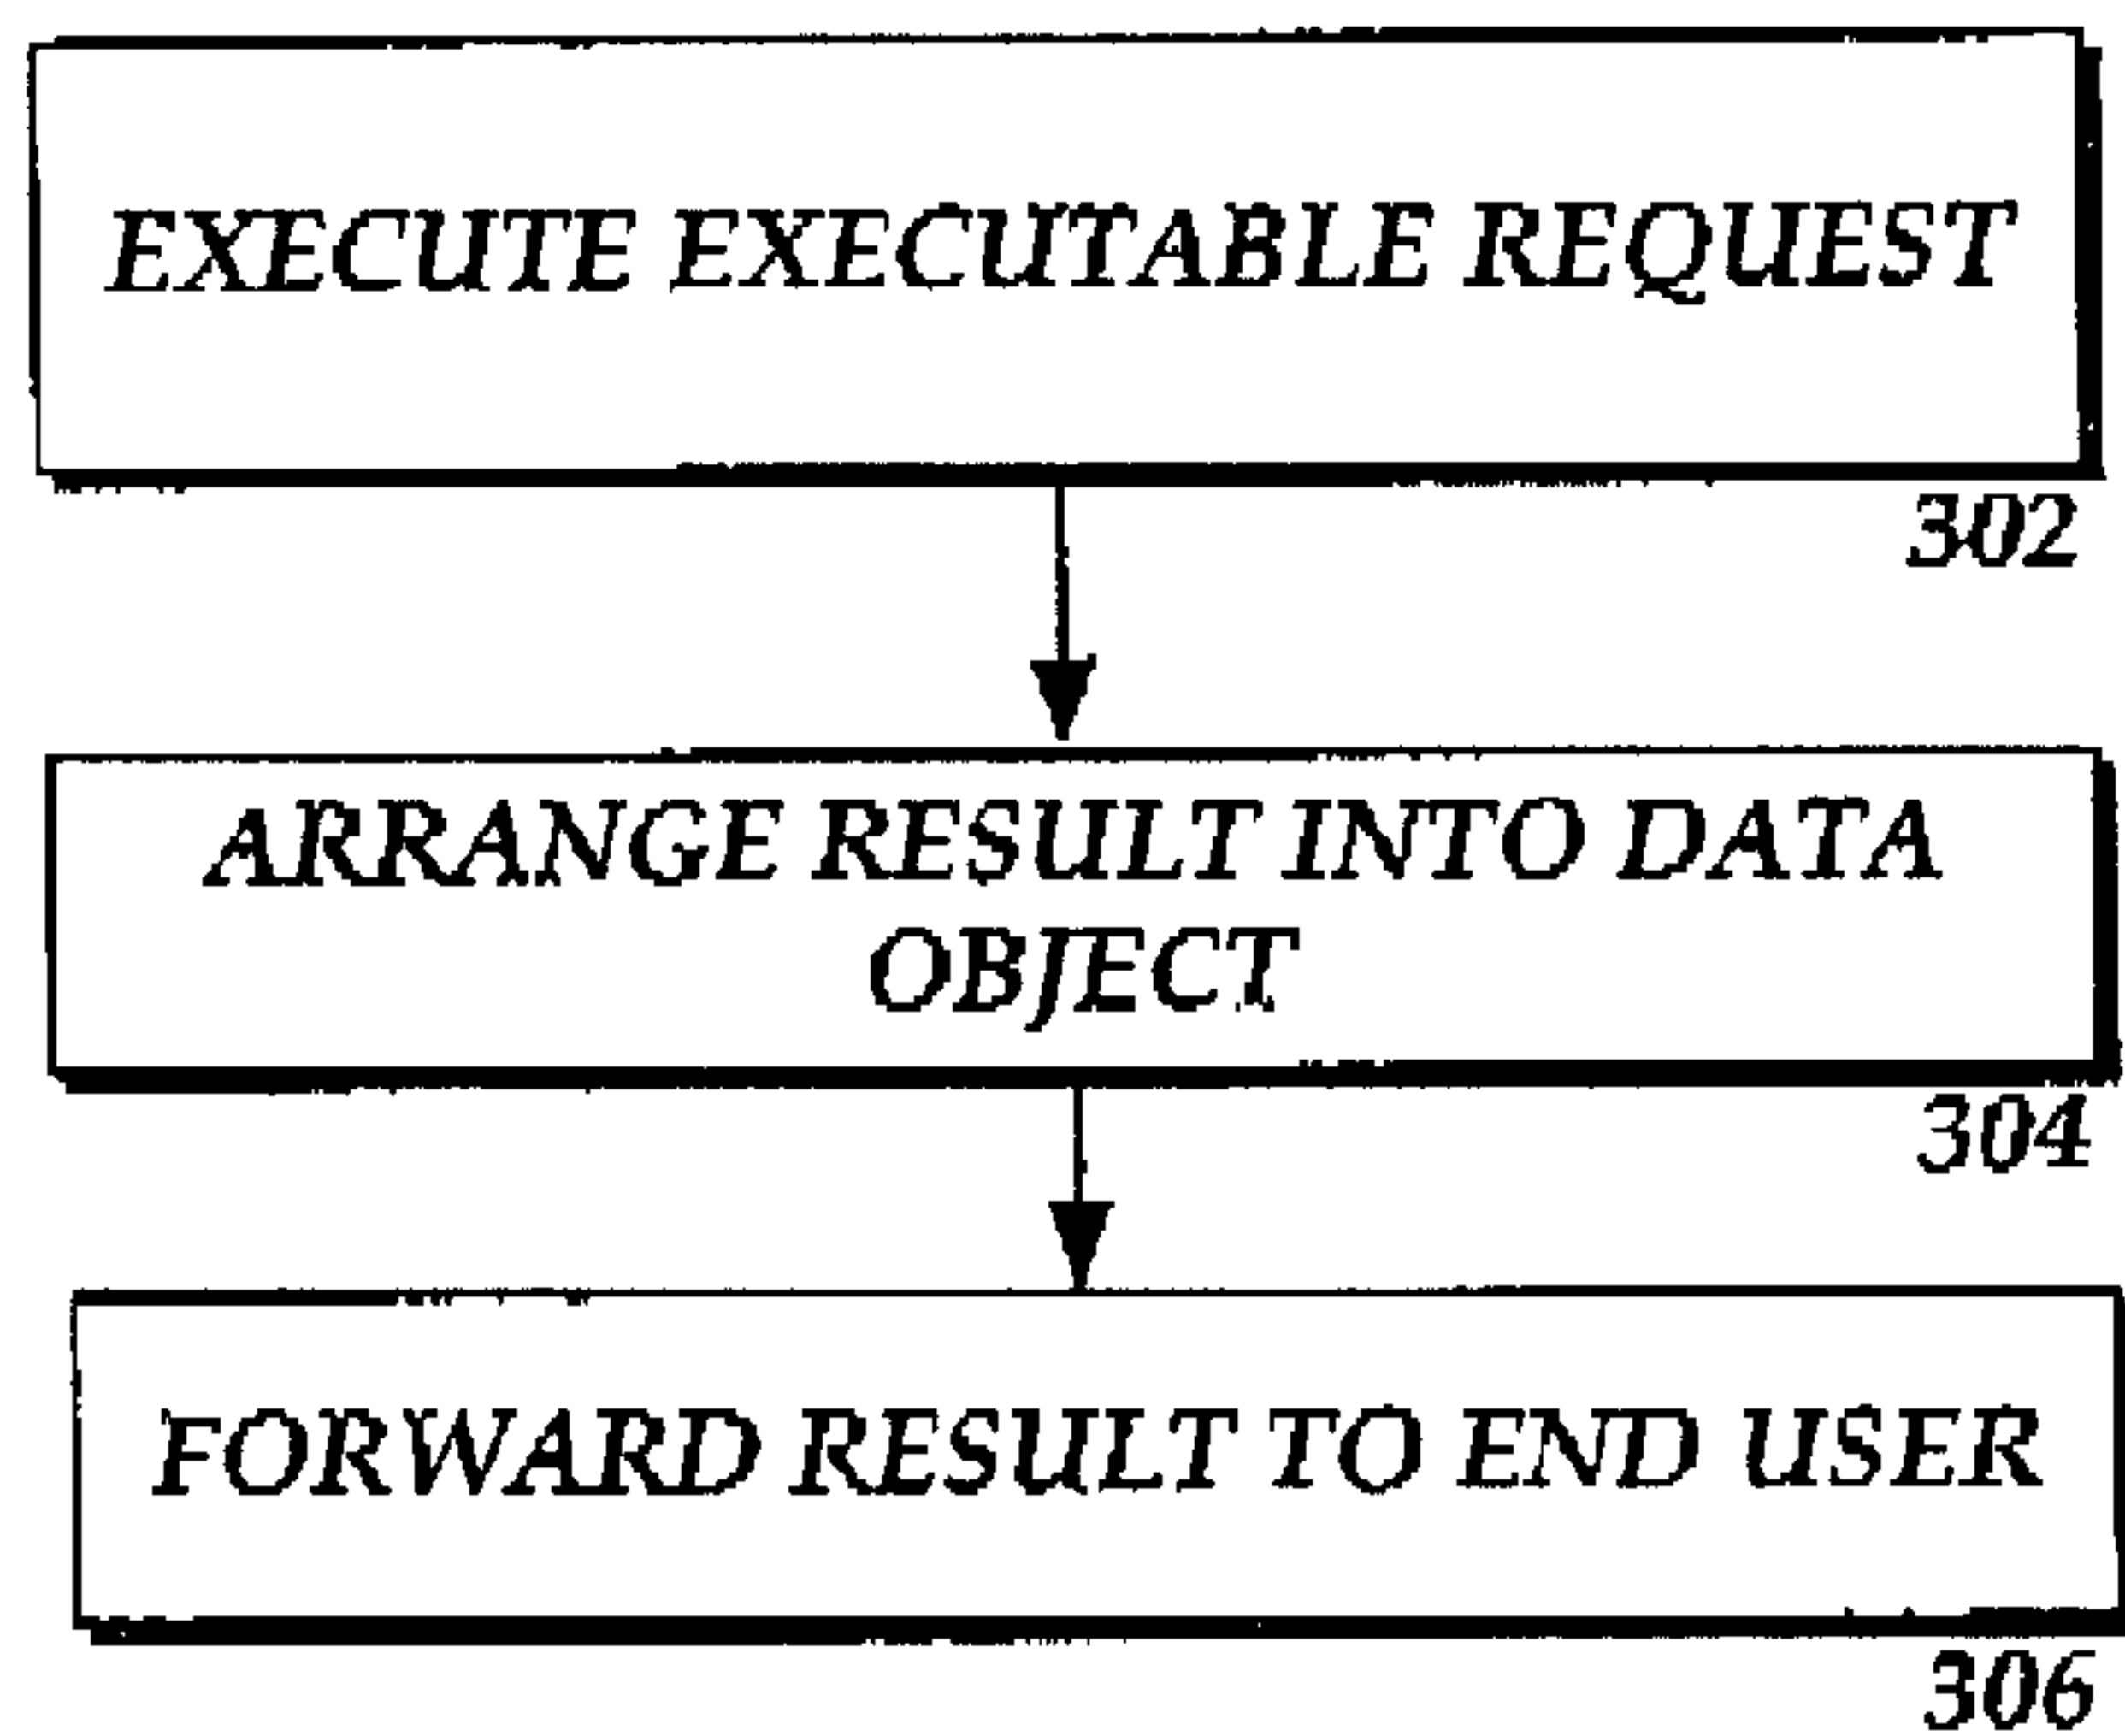 EXECUTE EXECUTABLE REQUEST
302
ARRANGE RESULT INTO DATA
OBJECT
304
FORWARD RESULT TO END USER
306